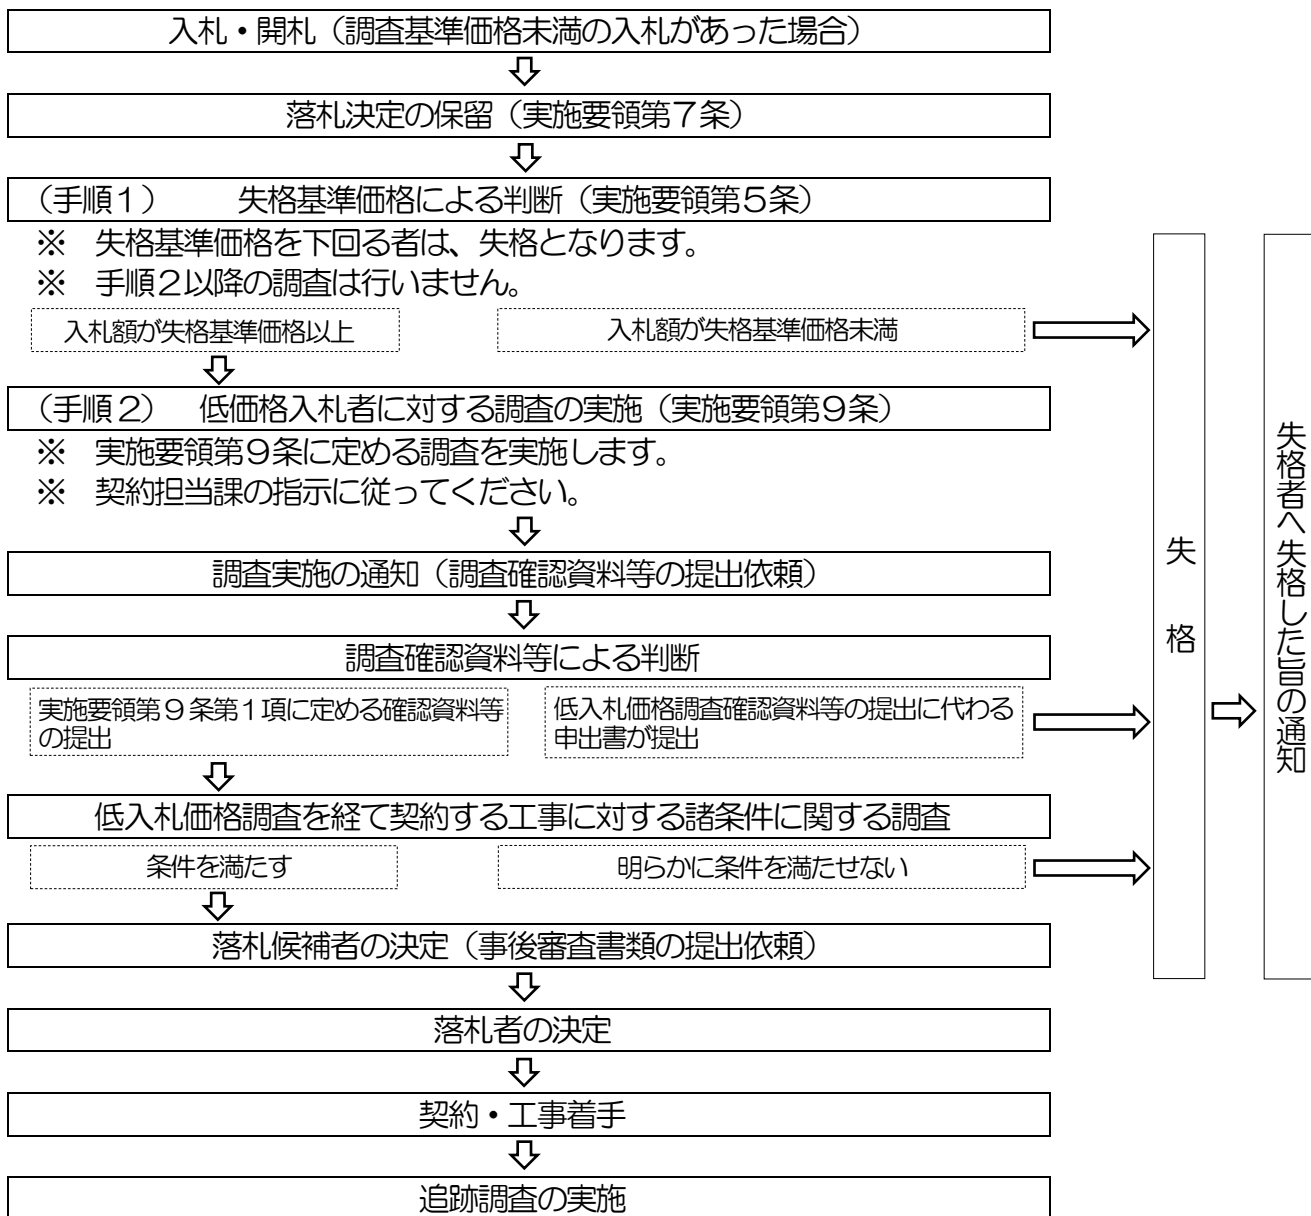 入札・開札（調査基準価格未満の入札があった場合）
落札決定の保留（実施要領第７条）
（手順１）　　失格基準価格による判断（実施要領第５条）
※　失格基準価格を下回る者は、失格となります。
※　手順２以降の調査は行いません。
入札額が失格基準価格以上
入札額が失格基準価格未満
（手順２）　低価格入札者に対する調査の実施（実施要領第９条）
※　実施要領第９条に定める調査を実施します。
※　契約担当課の指示に従ってください。
調査実施の通知（調査確認資料等の提出依頼）
調査確認資料等による判断
実施要領第９条第１項に定める確認資料等
の提出
低入札価格調査確認資料等の提出に代わる
申出書が提出
低入札価格調査を経て契約する工事に対する諸条件に関する調査
条件を満たす
明らかに条件を満たせない
落札候補者の決定（事後審査書類の提出依頼）
落札者の決定
契約・工事着手
追跡調査の実施
失　格
失格者へ失格した旨の通知